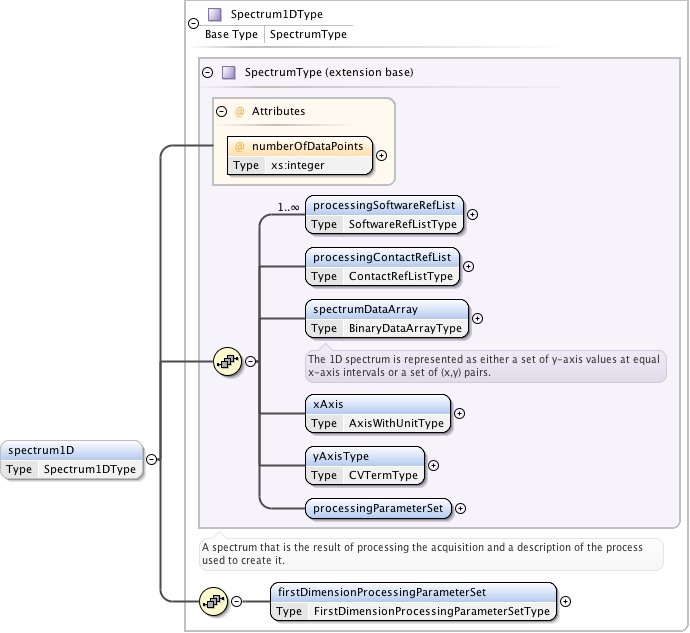 Spectrum1DType
Base Type SpectrumType
SpectrumType (extension base)
@ Attributes
@ numberOfDataPoints
Type xs:integer
1..∞
processingSoftwareRefList
Type SoftwareRefListType
processingContactRefList
Type ContactRefListType
spectrumDataArray
Type BinaryDataArrayType
The 1D spectrum is represented as either a set of y-axis values at equal
x-axis intervals or a set of (x,y) pairs.
xAxis
Type AxisWithUnitType
yAxisType
Type CVTermType
processingParameterSet
spectrum1D
Type Spectrum1DType
A spectrum that is the result of processing the acquisition and a description of the process
used to create it.
firstDimensionProcessingParameterSet
Type FirstDimensionProcessingParameterSetType